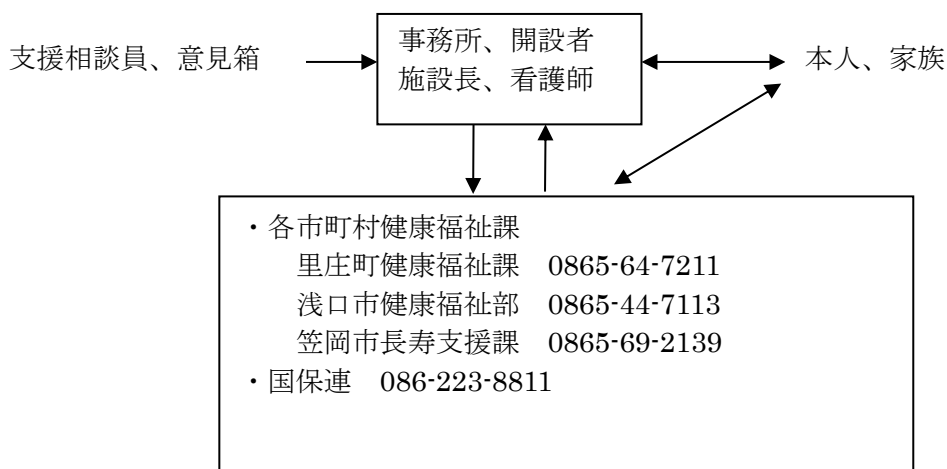 支援相談員、意見箱
事務所、開設者
施設長、看護師
本人、家族
・各市町村健康福祉課
里庄町健康福祉課 0865-64-7211
浅口市健康福祉部 0865-44-7113
笠岡市長寿支援課 0865-69-2139
・国保連 086-223-8811